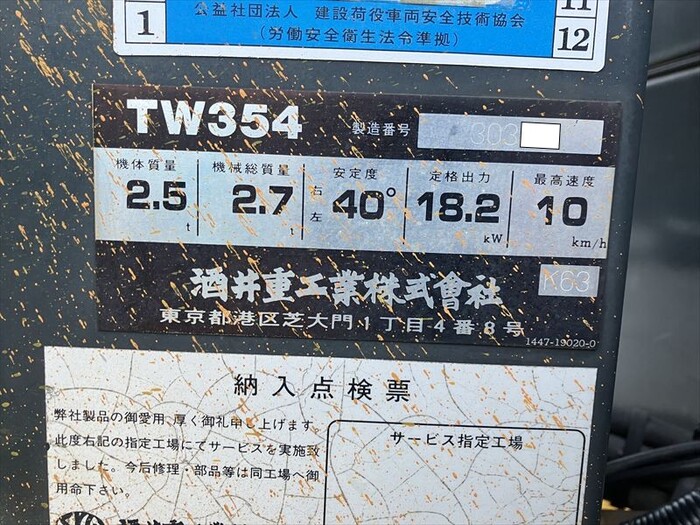 11
公益社団法人 建設荷役車両安全技術協会
1
(労働安全衛生法令準拠)
12
TW354
製造番号
303
機体質量
機械総質量
安定度
定格出力
最高速度
2.5
t
2.7
t
右
左
40°
18.2
kW
10
km/h
酒井重工業株式會社
K63
東京都港区芝大門1丁目4番8号
1447-19020-0
納入点検票
弊社製品の御愛用、厚く御礼申し上げます。
此度右記の指定工場にてサービスを実施致
しました。今后修理・部品等は同工場へ御
用命下さい。
サービス指定工場